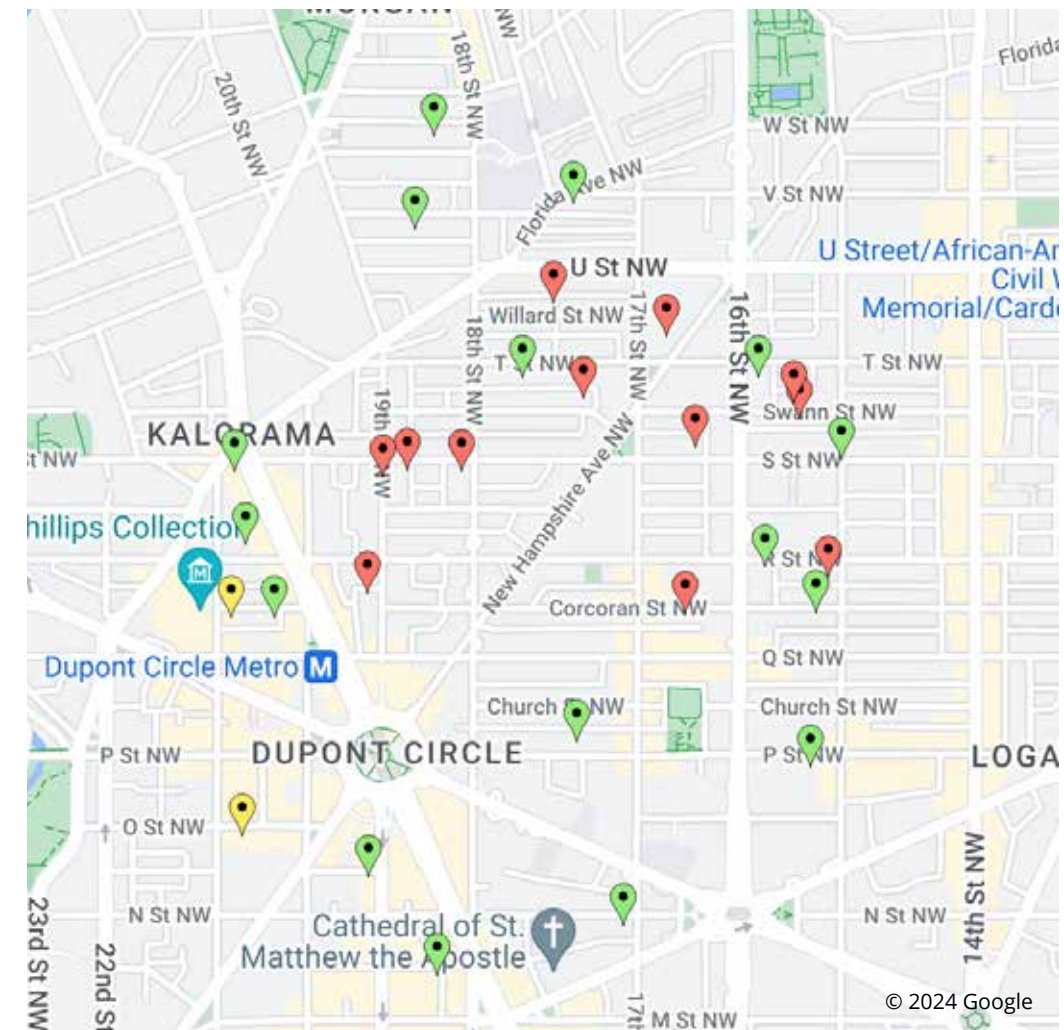 MORGAN
18th St NW
NW
20th St NW
Florida
W St NW
Florida Ave NW
V St NW
U St NW
U Street/African-Am
Civil W
Memorial/Cardo
Willard St NW
17th St NW
16th St NW
18th St NW
T St NW
T St NW
19th
NW
Swann St NW
KALORAMA
St NW
S St NW
New Hampshire Ave NW
hillips Collection
M
R St NW
Corcoran St NW
Dupont Circle Metro M
Q St NW
Church St NW
Church St NW
P St NW
DUPONT CIRCLE
P St NW
LOGA
O St NW
14th St NW
23rd St NW
N St NW
22nd St
Cathedral of St.
Matthew the Apostle
N St NW
17th
M St NW
© 2024 Google